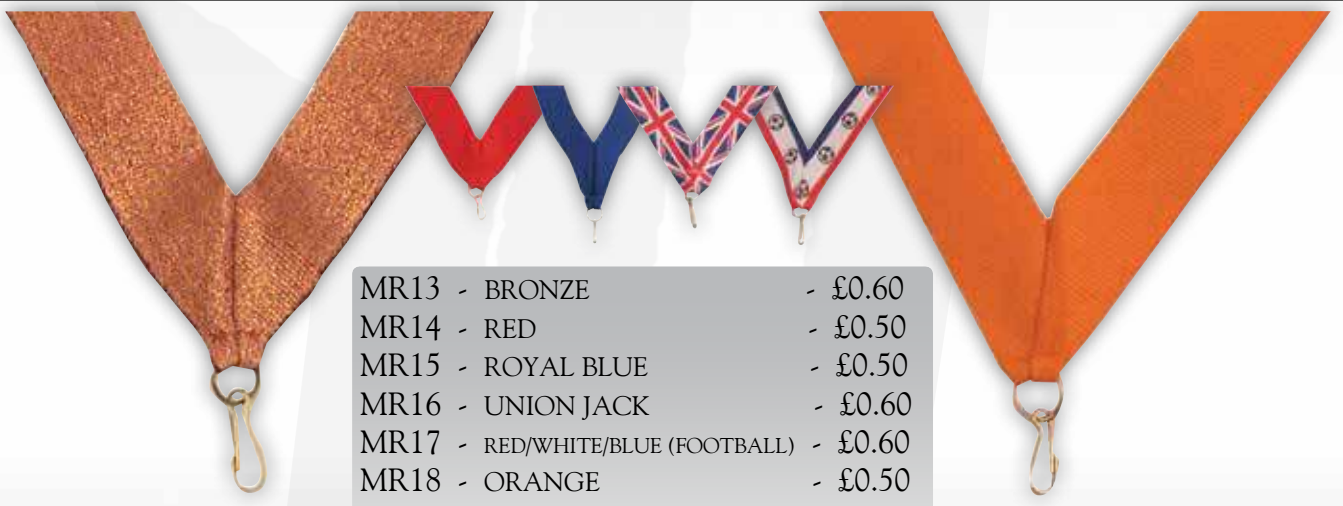 MR13 - BRONZE - £0.60
MR14 - RED - £0.50
MR15 - ROYAL BLUE - £0.50
MR16 - UNION JACK - £0.60
MR17 - RED/WHITE/BLUE (FOOTBALL) - £0.60
MR18 - ORANGE - £0.50